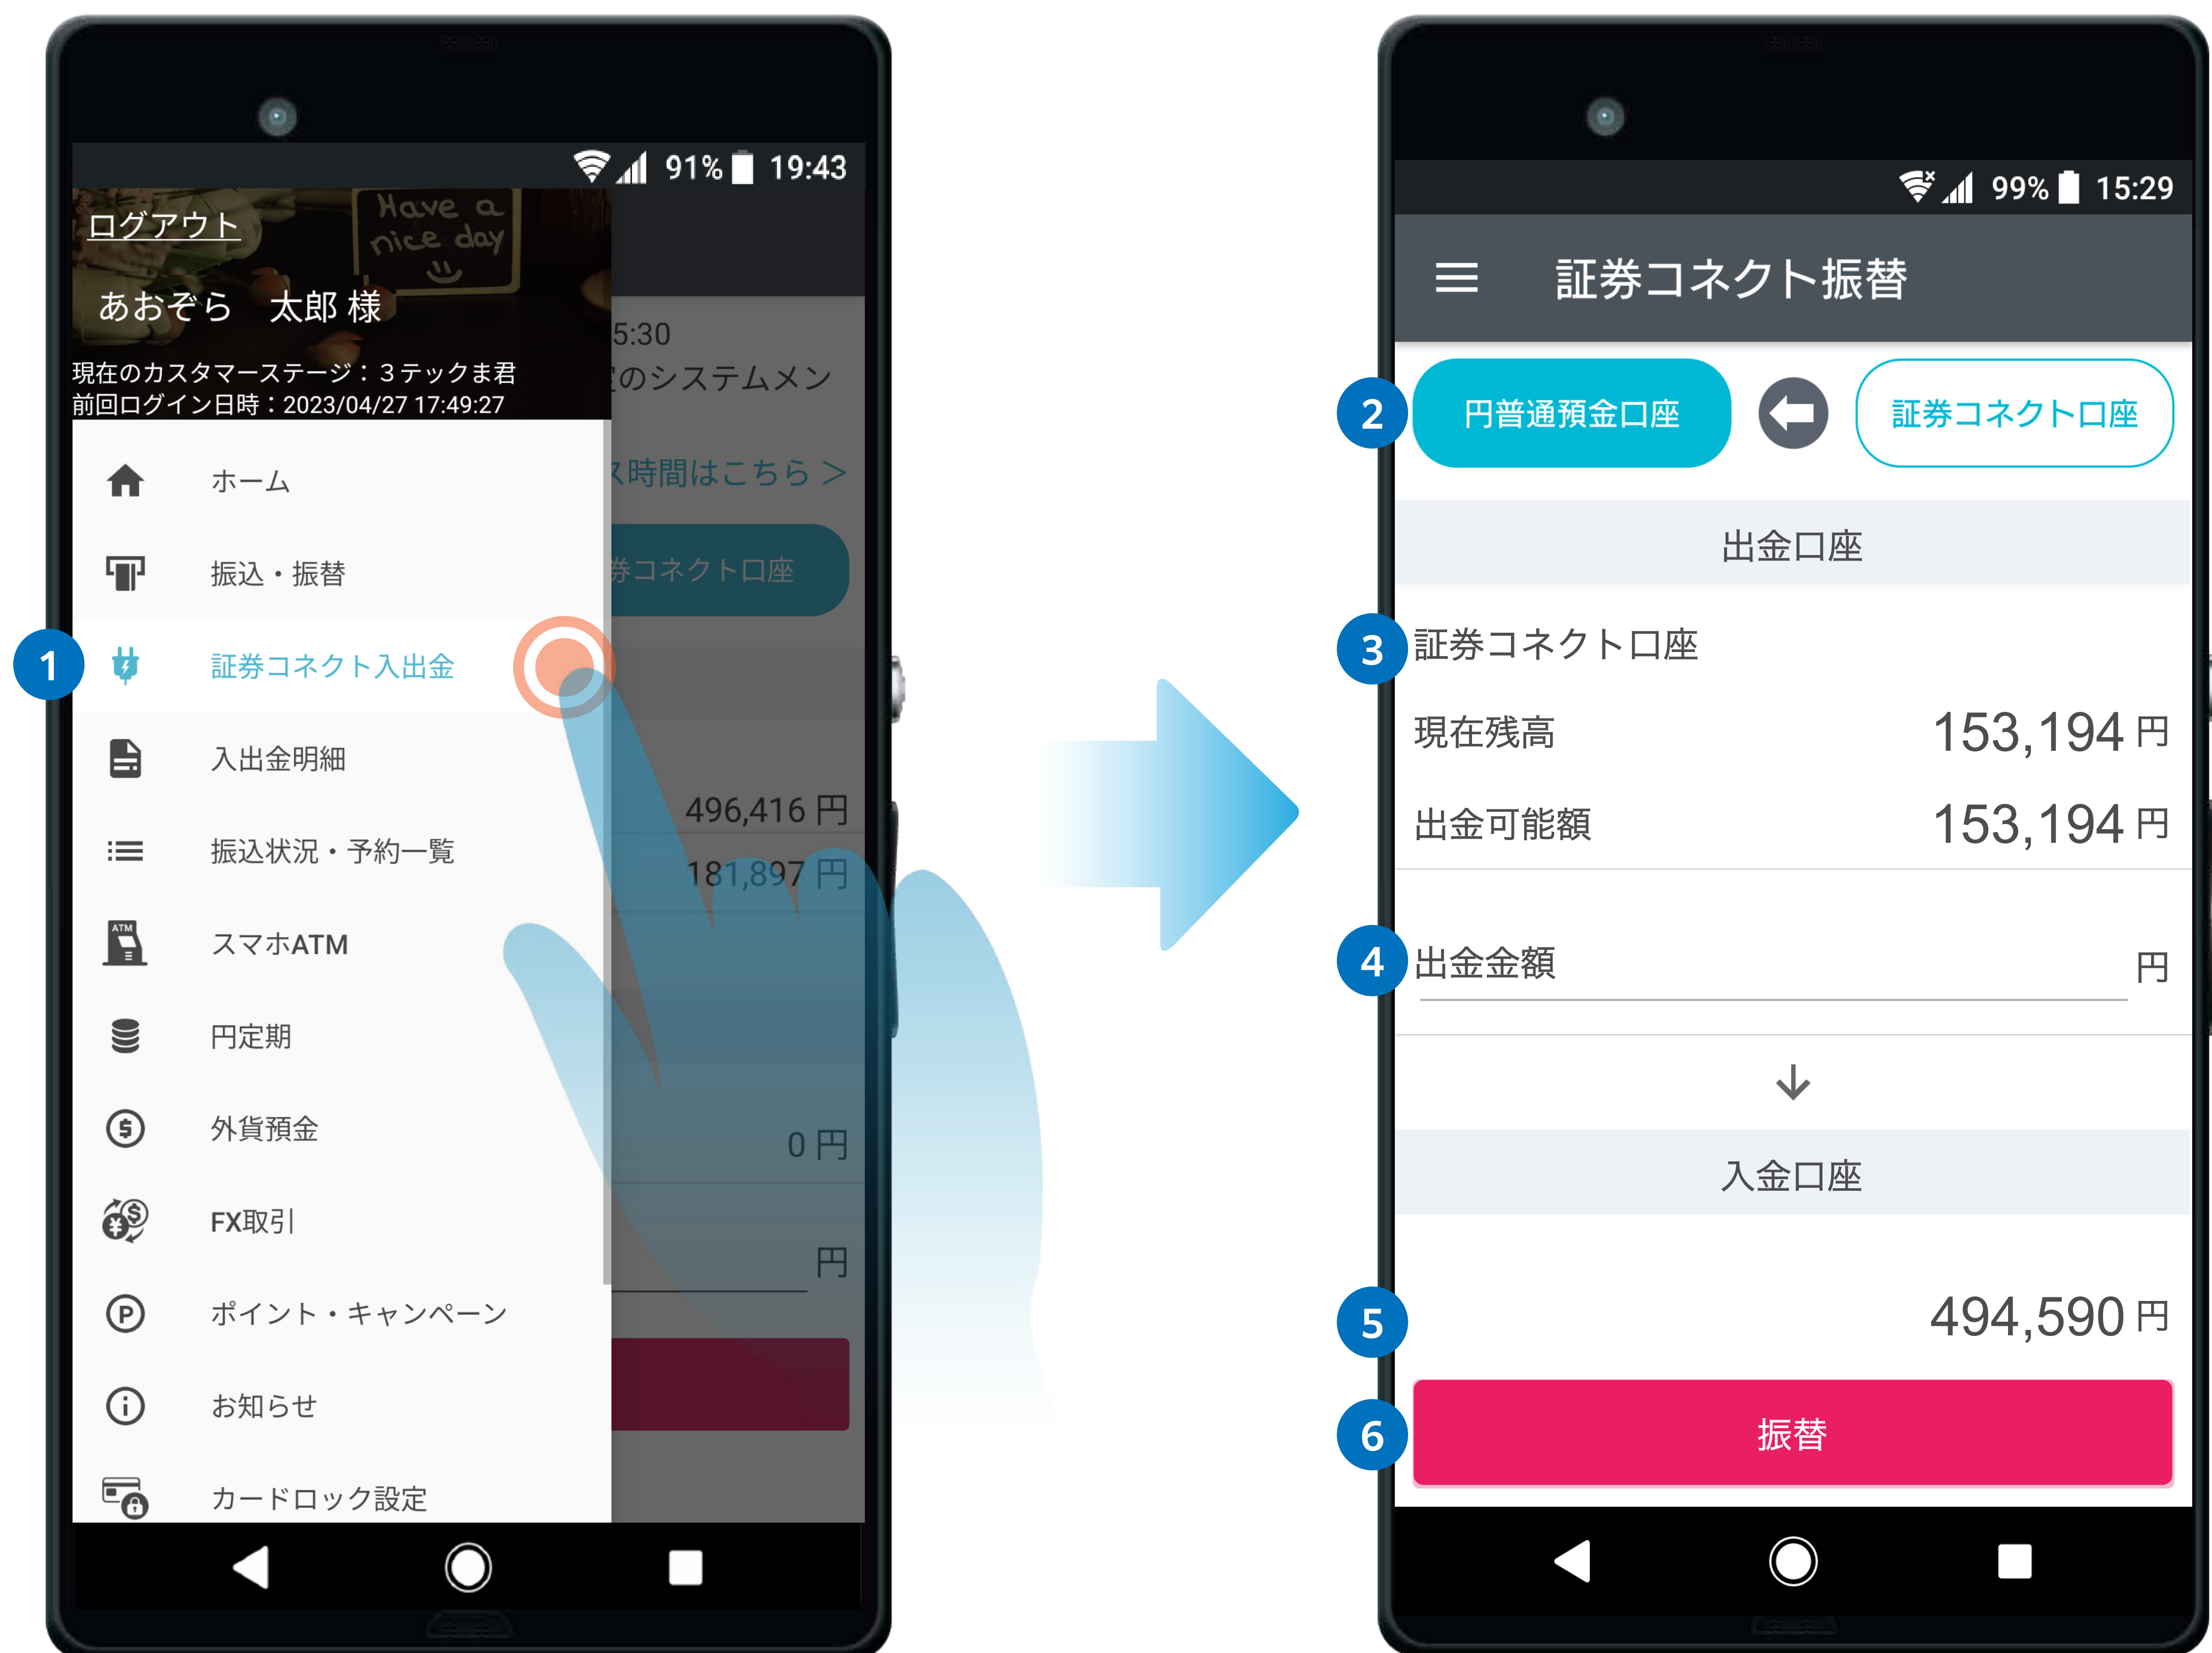 91% 19:43
ログアウト
Have a
nice day
あおぞら　太郎 様
現在のカスタマーステージ：３テックま君
前回ログイン日時：2023/04/27 17:49:27
5:30
のシステムメン
時間はこちら ＞
券コネクト口座
ホーム
振込・振替
1 証券コネクト入出金
入出金明細
496,416 円
振込状況・予約一覧
181,897 円
ATM
スマホATM
円定期
外貨預金
0 円
FX取引
円
ポイント・キャンペーン
お知らせ
カードロック設定
99% 15:29
証券コネクト振替
2 円普通預金口座 証券コネクト口座
出金口座
3 証券コネクト口座
現在残高 153,194 円
出金可能額 153,194 円
4 出金金額 円
入金口座
5 494,590 円
6 振替